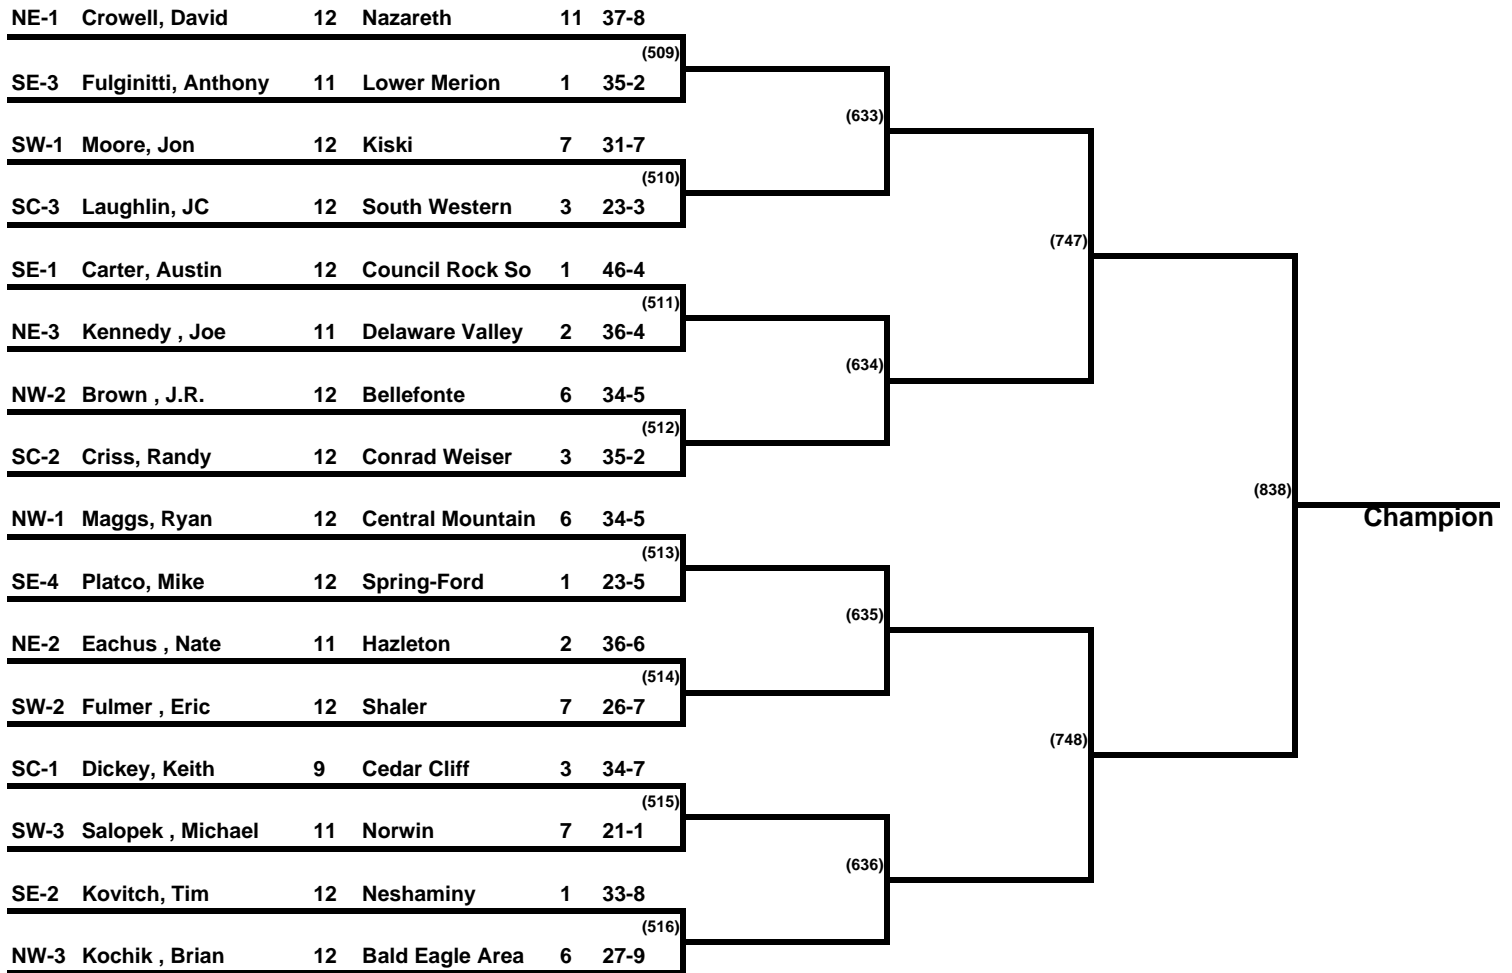 NE-1 Crowell, David 12 Nazareth 11 37-8
(509)
SE-3 Fulginitti, Anthony 11 Lower Merion 1 35-2
(633)
SW-1 Moore, Jon 12 Kiski 7 31-7
(510)
SC-3 Laughlin, JC 12 South Western 3 23-3
(747)
SE-1 Carter, Austin 12 Council Rock So 1 46-4
(511)
NE-3 Kennedy , Joe 11 Delaware Valley 2 36-4
(634)
NW-2 Brown , J.R. 12 Bellefonte 6 34-5
(512)
SC-2 Criss, Randy 12 Conrad Weiser 3 35-2
(838)
NW-1 Maggs, Ryan 12 Central Mountain 6 34-5
Champion
(513)
SE-4 Platco, Mike 12 Spring-Ford 1 23-5
(635)
NE-2 Eachus , Nate 11 Hazleton 2 36-6
(514)
SW-2 Fulmer , Eric 12 Shaler 7 26-7
(748)
SC-1 Dickey, Keith 9 Cedar Cliff 3 34-7
(515)
SW-3 Salopek , Michael 11 Norwin 7 21-1
(636)
SE-2 Kovitch, Tim 12 Neshaminy 1 33-8
(516)
NW-3 Kochik , Brian 12 Bald Eagle Area 6 27-9